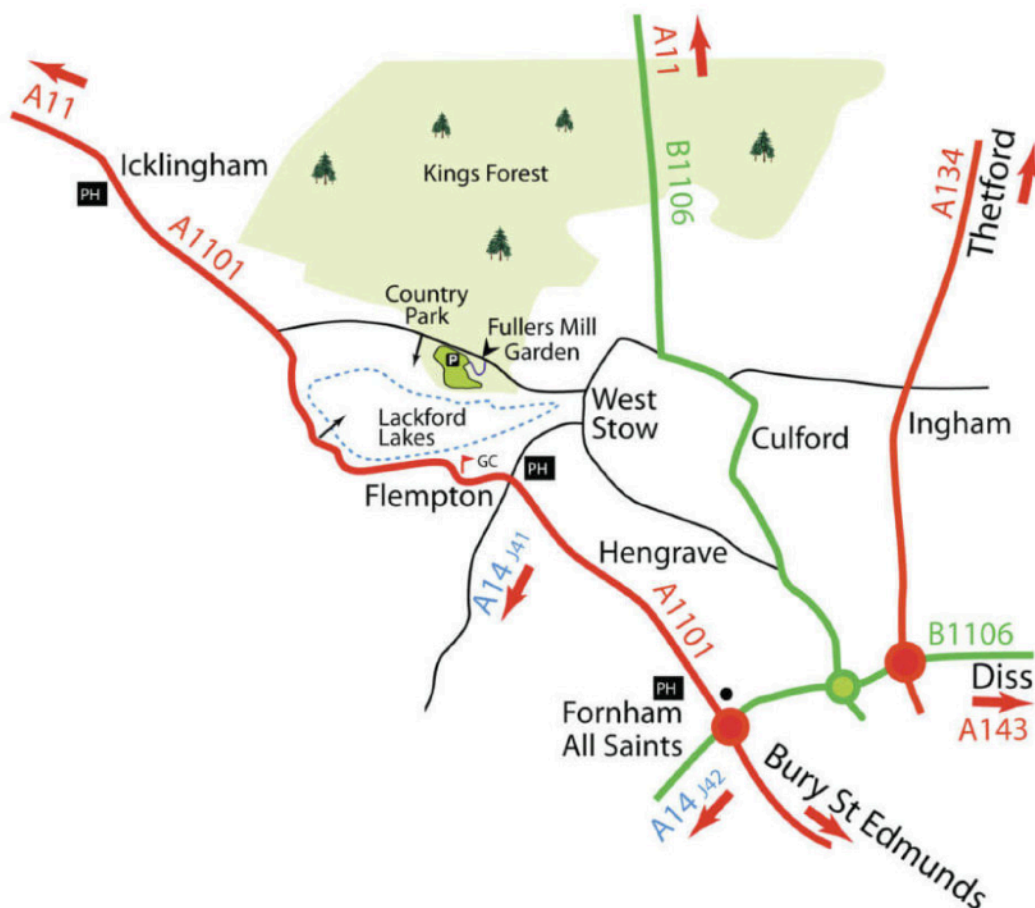 A11
A11
Icklingham
PH
Kings Forest
B1106
A134
Thetford
A1101
Country
Park
P
Fullers Mill
Garden
West
Stow
Lackford
Lakes
Culford
Ingham
GC
PH
Flempton
Hengrave
A14 J41
A1101
B1106
PH
Diss
A143
Fornham
All Saints
A14 J42
Bury St Edmunds